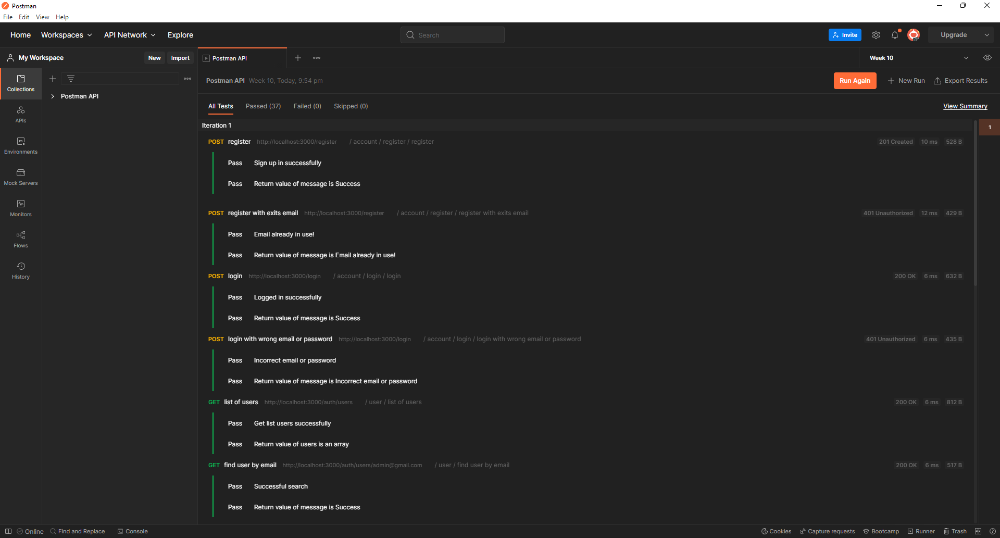 Postman
File Edit View Help
Home Workspaces API Network Explore Search Invite Upgrade
My Workspace New Import Postman API Week 10
Postman API Week 10, Today, 9:54 pm Run Again New Run Export Results
Collections
Postman API
APIs
Environments
Mock Servers
Monitors
Flows
History
All Tests Passed (37) Failed (0) Skipped (0) View Summary
Iteration 1 1
POST register http://localhost:3000/register / account / register / register 201 Created 10 ms 528 B
Pass Sign up in successfully
Pass Return value of message is Success
POST register with exits email http://localhost:3000/register / account / register / register with exits email 401 Unauthorized 12 ms 429 B
Pass Email already in use!
Pass Return value of message is Email already in use!
POST login http://localhost:3000/login / account / login / login 200 OK 6 ms 632 B
Pass Logged in successfully
Pass Return value of message is Success
POST login with wrong email or password http://localhost:3000/login / account / login / login with wrong email or password 401 Unauthorized 6 ms 435 B
Pass Incorrect email or password
Pass Return value of message is Incorrect email or password
GET list of users http://localhost:3000/auth/users / user / list of users 200 OK 6 ms 812 B
Pass Get list users successfully
Pass Return value of users is an array
GET find user by email http://localhost:3000/auth/users/admin@gmail.com / user / find user by email 200 OK 6 ms 517 B
Pass Successful search
Pass Return value of message is Success
Online Find and Replace Console Cookies Capture requests Bootcamp Runner Trash